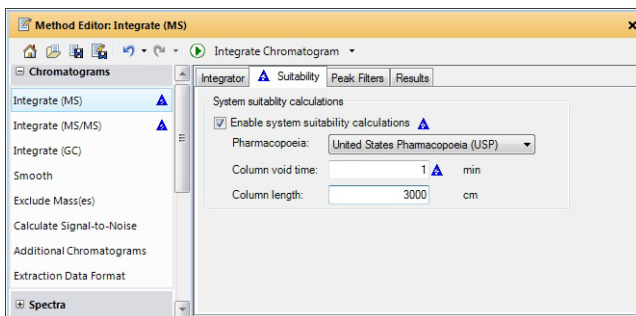 Method Editor: Integrate (MS)
Integrate Chromatogram
Chromatograms
Integrate (MS)
Integrate (MS/MS)
Integrate (GC)
Smooth
Exclude Mass(es)
Calculate Signal-to-Noise
Additional Chromatograms
Extraction Data Format
Spectra
Integrator Suitability Peak Filters Results
System suitablity calculations
Enable system suitability calculations
Pharmacopoeia: United States Pharmacopoeia (USP)
Column void time: 1 min
Column length: 3000 cm